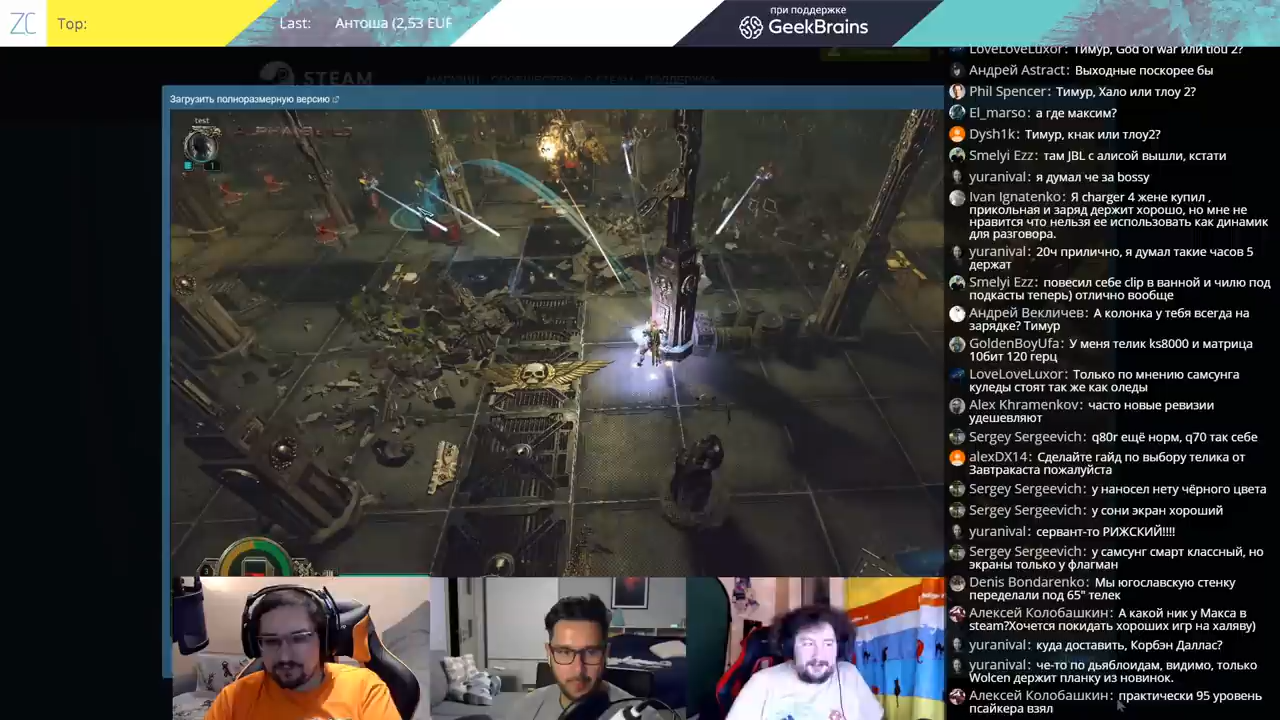 ZC
Top:
Last:
Антоша (2,53 EUR
при поддержке
GeekBrains
STEAM
МАГАЗИН СООБЩЕСТВО О STEAM ПОДДЕРЖКА
Загрузить полноразмерную версию
test
1
LoveLoveLuxor: Тимур, God of war или tlou 2?
Андрей Astract: Выходные поскорее бы
Phil Spencer: Тимур, Хало или тлоу 2?
El_marso: а где максим?
Dysh1k: Тимур, кнак или тлоу2?
Smelyi Ezz: там JBL с алисой вышли, кстати
yuranival: я думал че за bossy
Ivan Ignatenko: Я charger 4 жене купил ,
прикольная и заряд держит хорошо, но мне не
нравится что нельзя ее использовать как динамик
для разговора.
yuranival: 20ч прилично, я думал такие часов 5
держат
Smelyi Ezz: повесил себе clip в ванной и чилю под
подкасты теперь) отлично вообще
Андрей Векличев: А колонка у тебя всегда на
зарядке? Тимур
GoldenBoyUfa: У меня телик ks8000 и матрица
10бит 120 герц
LoveLoveLuxor: Только по мнению самсунга
куледы стоят так же как оледы
Alex Khramenkov: часто новые ревизии
удешевляют
Sergey Sergeevich: q80r ещё норм, q70 так себе
alexDX14: Сделайте гайд по выбору телика от
Завтракаста пожалуйста
Sergey Sergeevich: у наносел нету чёрного цвета
Sergey Sergeevich: у сони экран хороший
yuranival: сервант-то РИЖСКИЙ!!!!
Sergey Sergeevich: у самсунг смарт классный, но
экраны только у флагман
Denis Bondarenko: Мы югославскую стенку
переделали под 65" телек
Алексей Колобашкин: А какой ник у Макса в
steam?Хочется покидать хороших игр на халяву)
yuranival: куда доставить, Корбэн Даллас?
yuranival: че-то по дьяблоидам, видимо, только
Wolcen держит планку из новинок.
Алексей Колобашкин: практически 95 уровень
псайкера взял